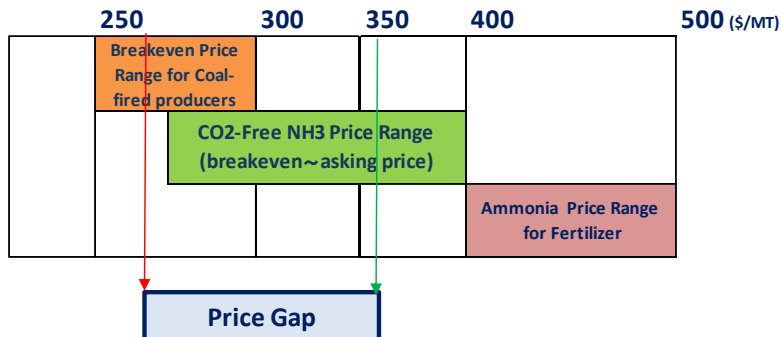 250 300 350 400 500 ($/MT)
Breakeven Price
Range for Coal-
fired producers
CO2-Free NH3 Price Range
(breakeven~asking price)
Ammonia Price Range
for Fertilizer
Price Gap